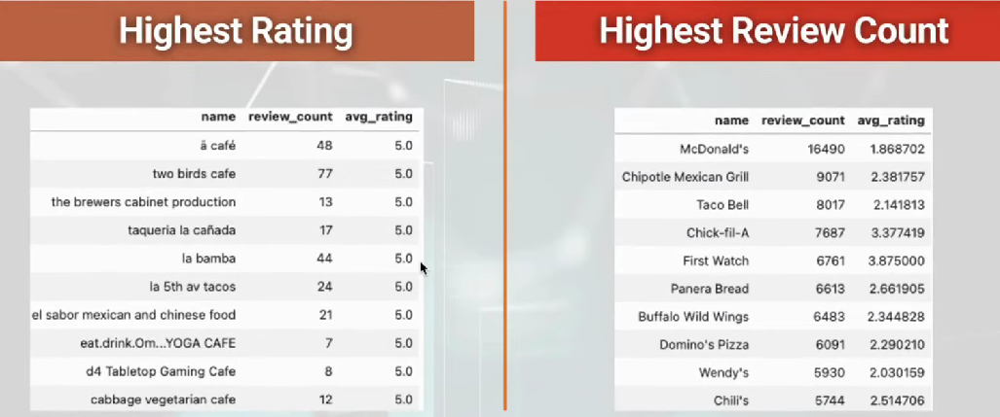 Highest Rating
name review_count avg_rating
ā café 48 5.0
two birds cafe 77 5.0
the brewers cabinet production 13 5.0
taqueria la cañada 17 5.0
la bamba 44 5.0
la 5th av tacos 24 5.0
el sabor mexican and chinese food 21 5.0
eat.drink.Om...YOGA CAFE 7 5.0
d4 Tabletop Gaming Cafe 8 5.0
cabbage vegetarian cafe 12 5.0
Highest Review Count
name review_count avg_rating
McDonald's 16490 1.868702
Chipotle Mexican Grill 9071 2.381757
Taco Bell 8017 2.141813
Chick-fil-A 7687 3.377419
First Watch 6761 3.875000
Panera Bread 6613 2.661905
Buffalo Wild Wings 6483 2.344828
Domino's Pizza 6091 2.290210
Wendy's 5930 2.030159
Chili's 5744 2.514706